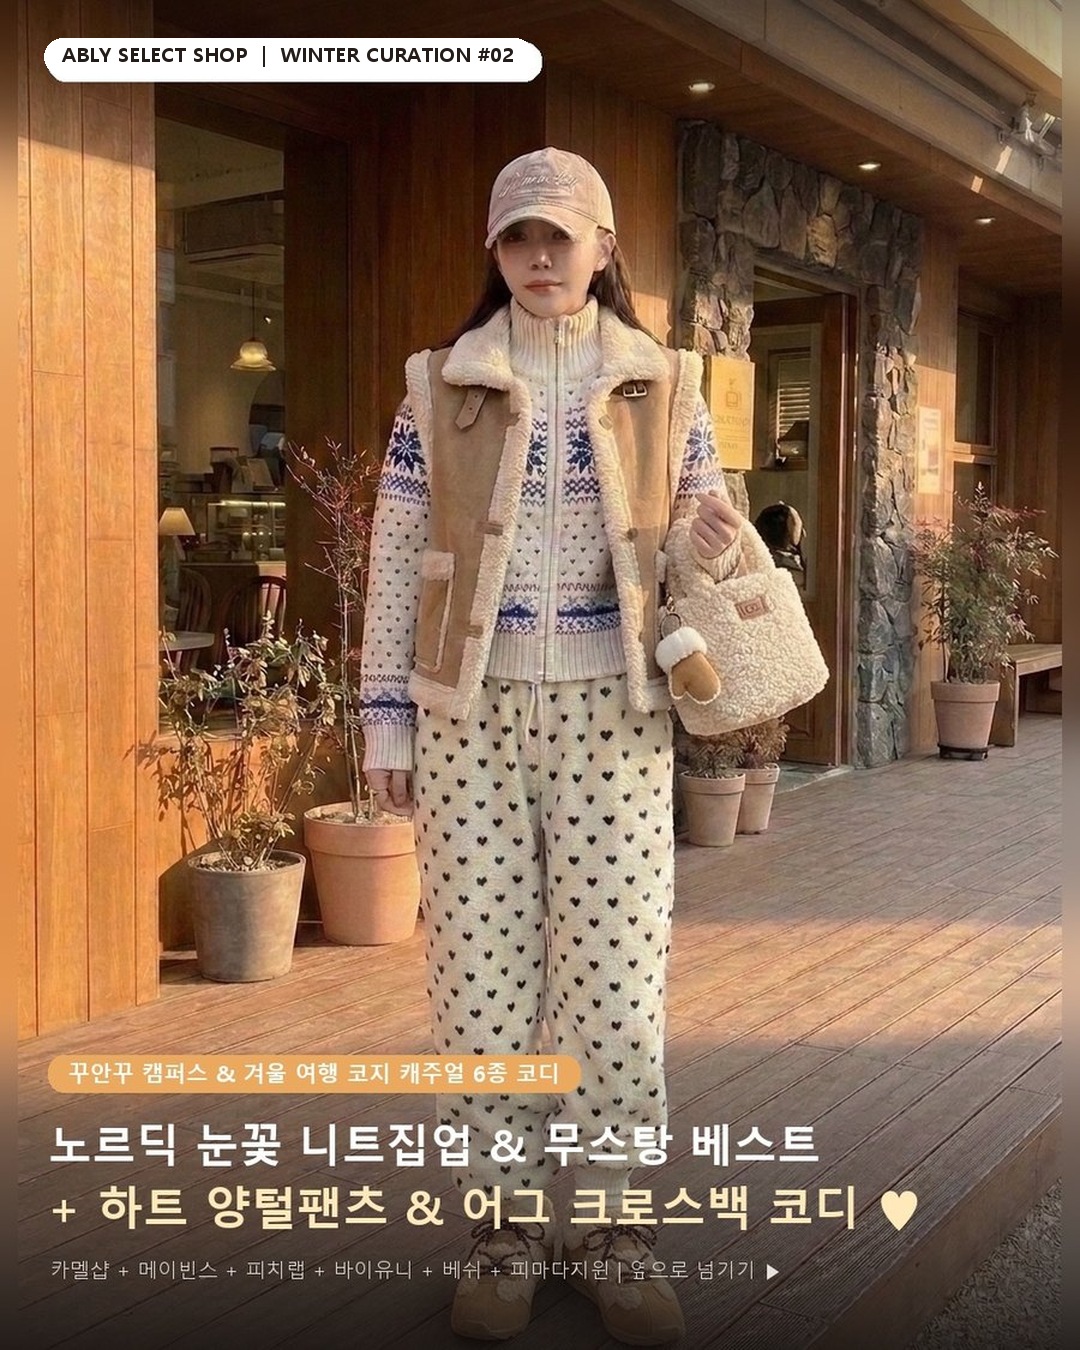 ABLY SELECT SHOP | WINTER CURATION #02
꾸안꾸 캠퍼스 & 겨울 여행 코지 캐주얼 6종 코디
노르딕 눈꽃 니트집업 & 무스탕 베스트
+ 하트 양털팬츠 & 어그 크로스백 코디 ♥
카멜샵 + 메이빈스 + 피치랩 + 바이유니 + 베쉬 + 피마다지윈 | 옆으로 넘기기 ▶